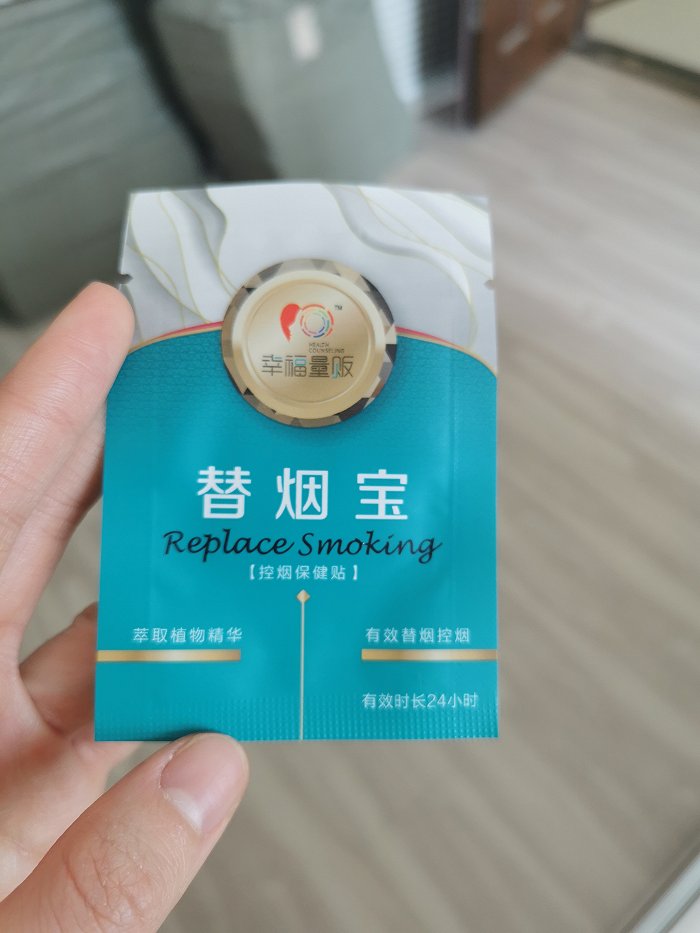 TM
HEALTH
COUNSELING
幸福量贩
替烟宝
Replace Smoking
【控烟保健贴】
萃取植物精华
有效替烟控烟
有效时长24小时